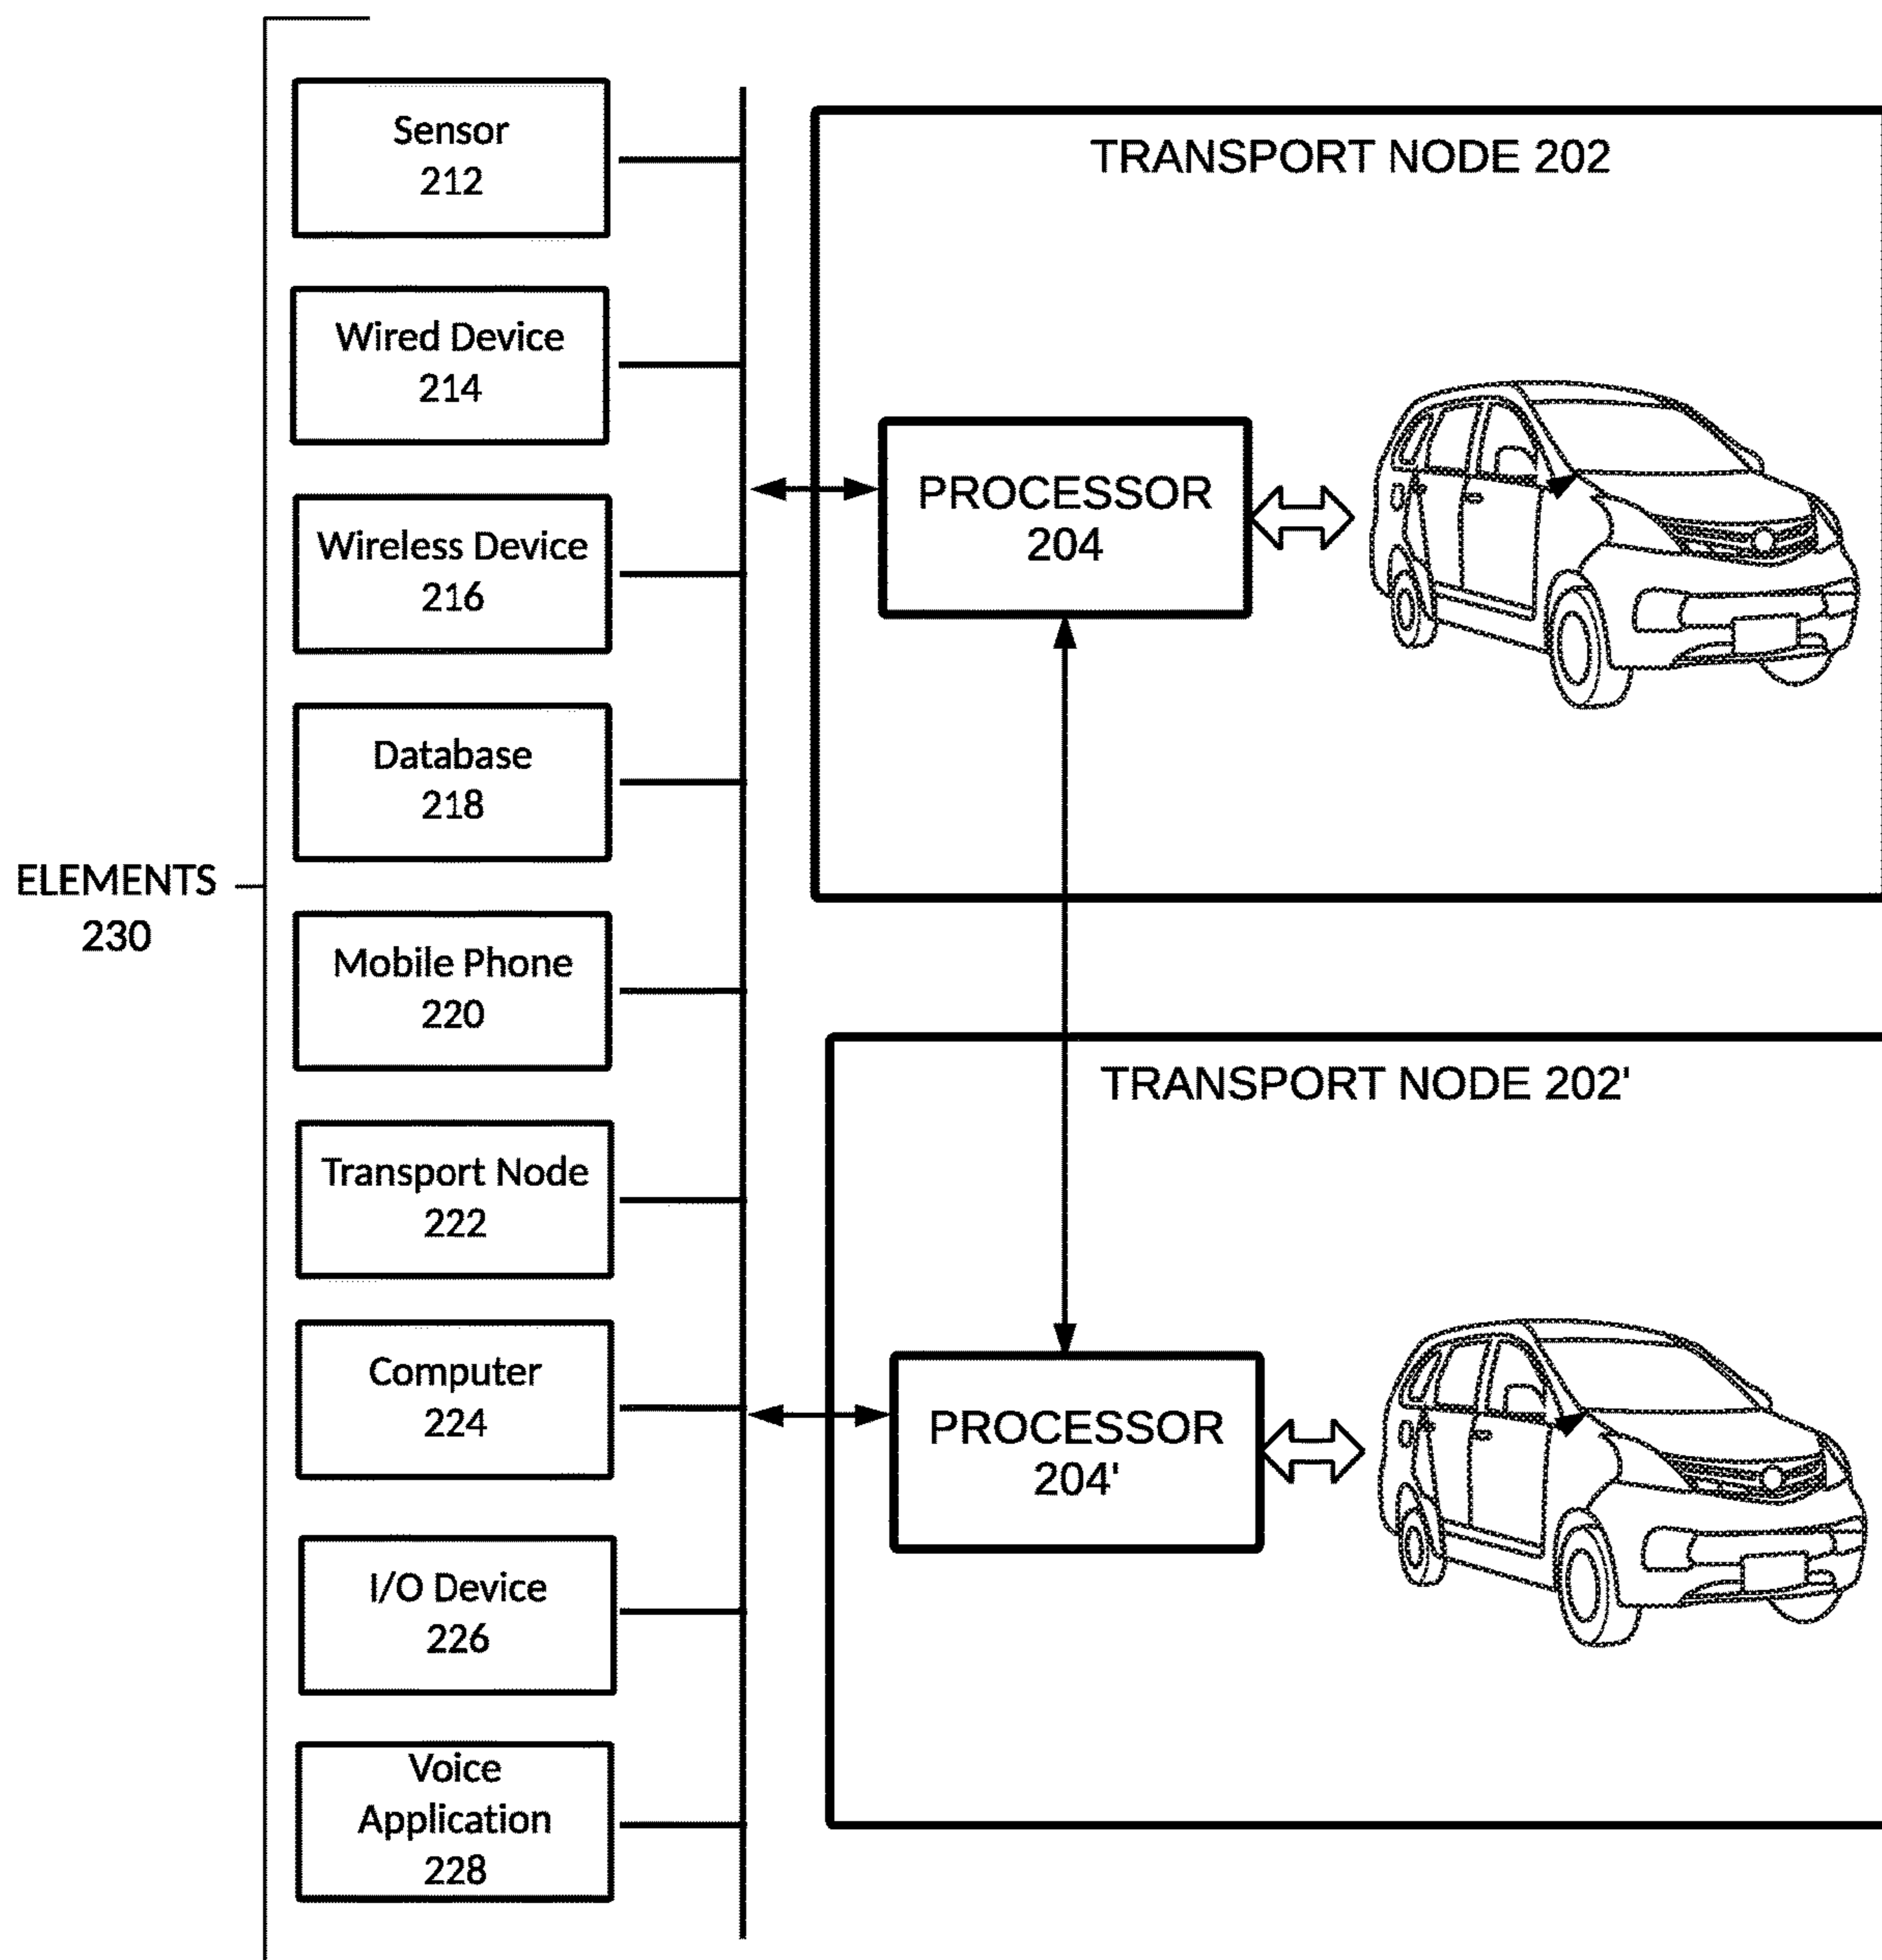 ELEMENTS
230
Sensor
212
Wired Device
214
Wireless Device
216
Database
218
Mobile Phone
220
Transport Node
222
Computer
224
I/O Device
226
Voice
Application
228
TRANSPORT NODE 202
PROCESSOR
204
TRANSPORT NODE 202'
PROCESSOR
204'